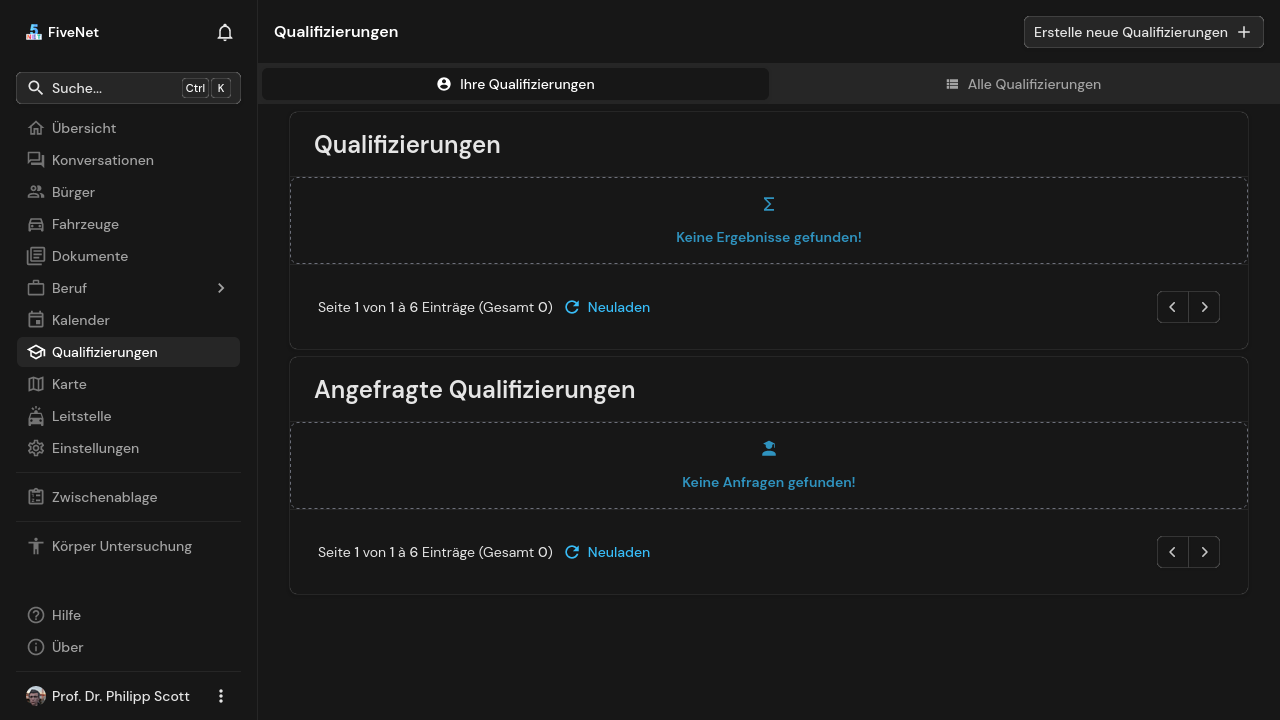 FiveNet
Suche...
Ctrl K
Übersicht
Konversationen
Bürger
Fahrzeuge
Dokumente
Beruf
Kalender
Qualifizierungen
Karte
Leitstelle
Einstellungen
Zwischenablage
Körper Untersuchung
Hilfe
Über
Prof. Dr. Philipp Scott
Qualifizierungen
Erstelle neue Qualifizierungen
Ihre Qualifizierungen
Alle Qualifizierungen
Qualifizierungen
Keine Ergebnisse gefunden!
Seite 1 von 1 à 6 Einträge (Gesamt 0) Neuladen
Angefragte Qualifizierungen
Keine Anfragen gefunden!
Seite 1 von 1 à 6 Einträge (Gesamt 0) Neuladen